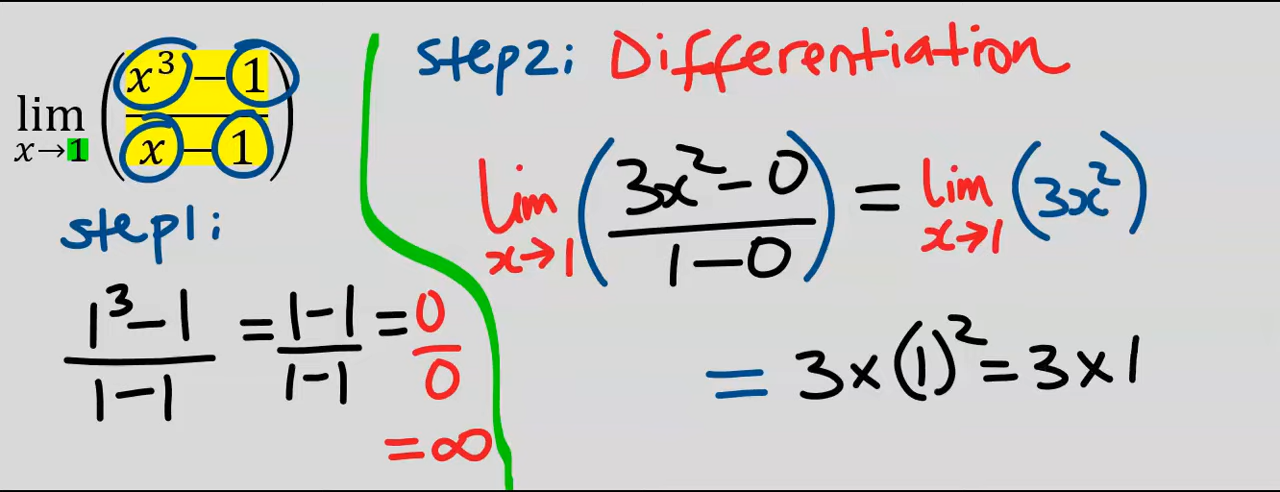 lim x→1 (x³ − 1 / x − 1)
step1:
1³ − 1 / 1 − 1 = 1 − 1 / 1 − 1 = 0 / 0
= ∞
step2: Differentiation
lim x→1 (3x² − 0 / 1 − 0) = lim x→1 (3x²)
= 3 × (1)² = 3 × 1